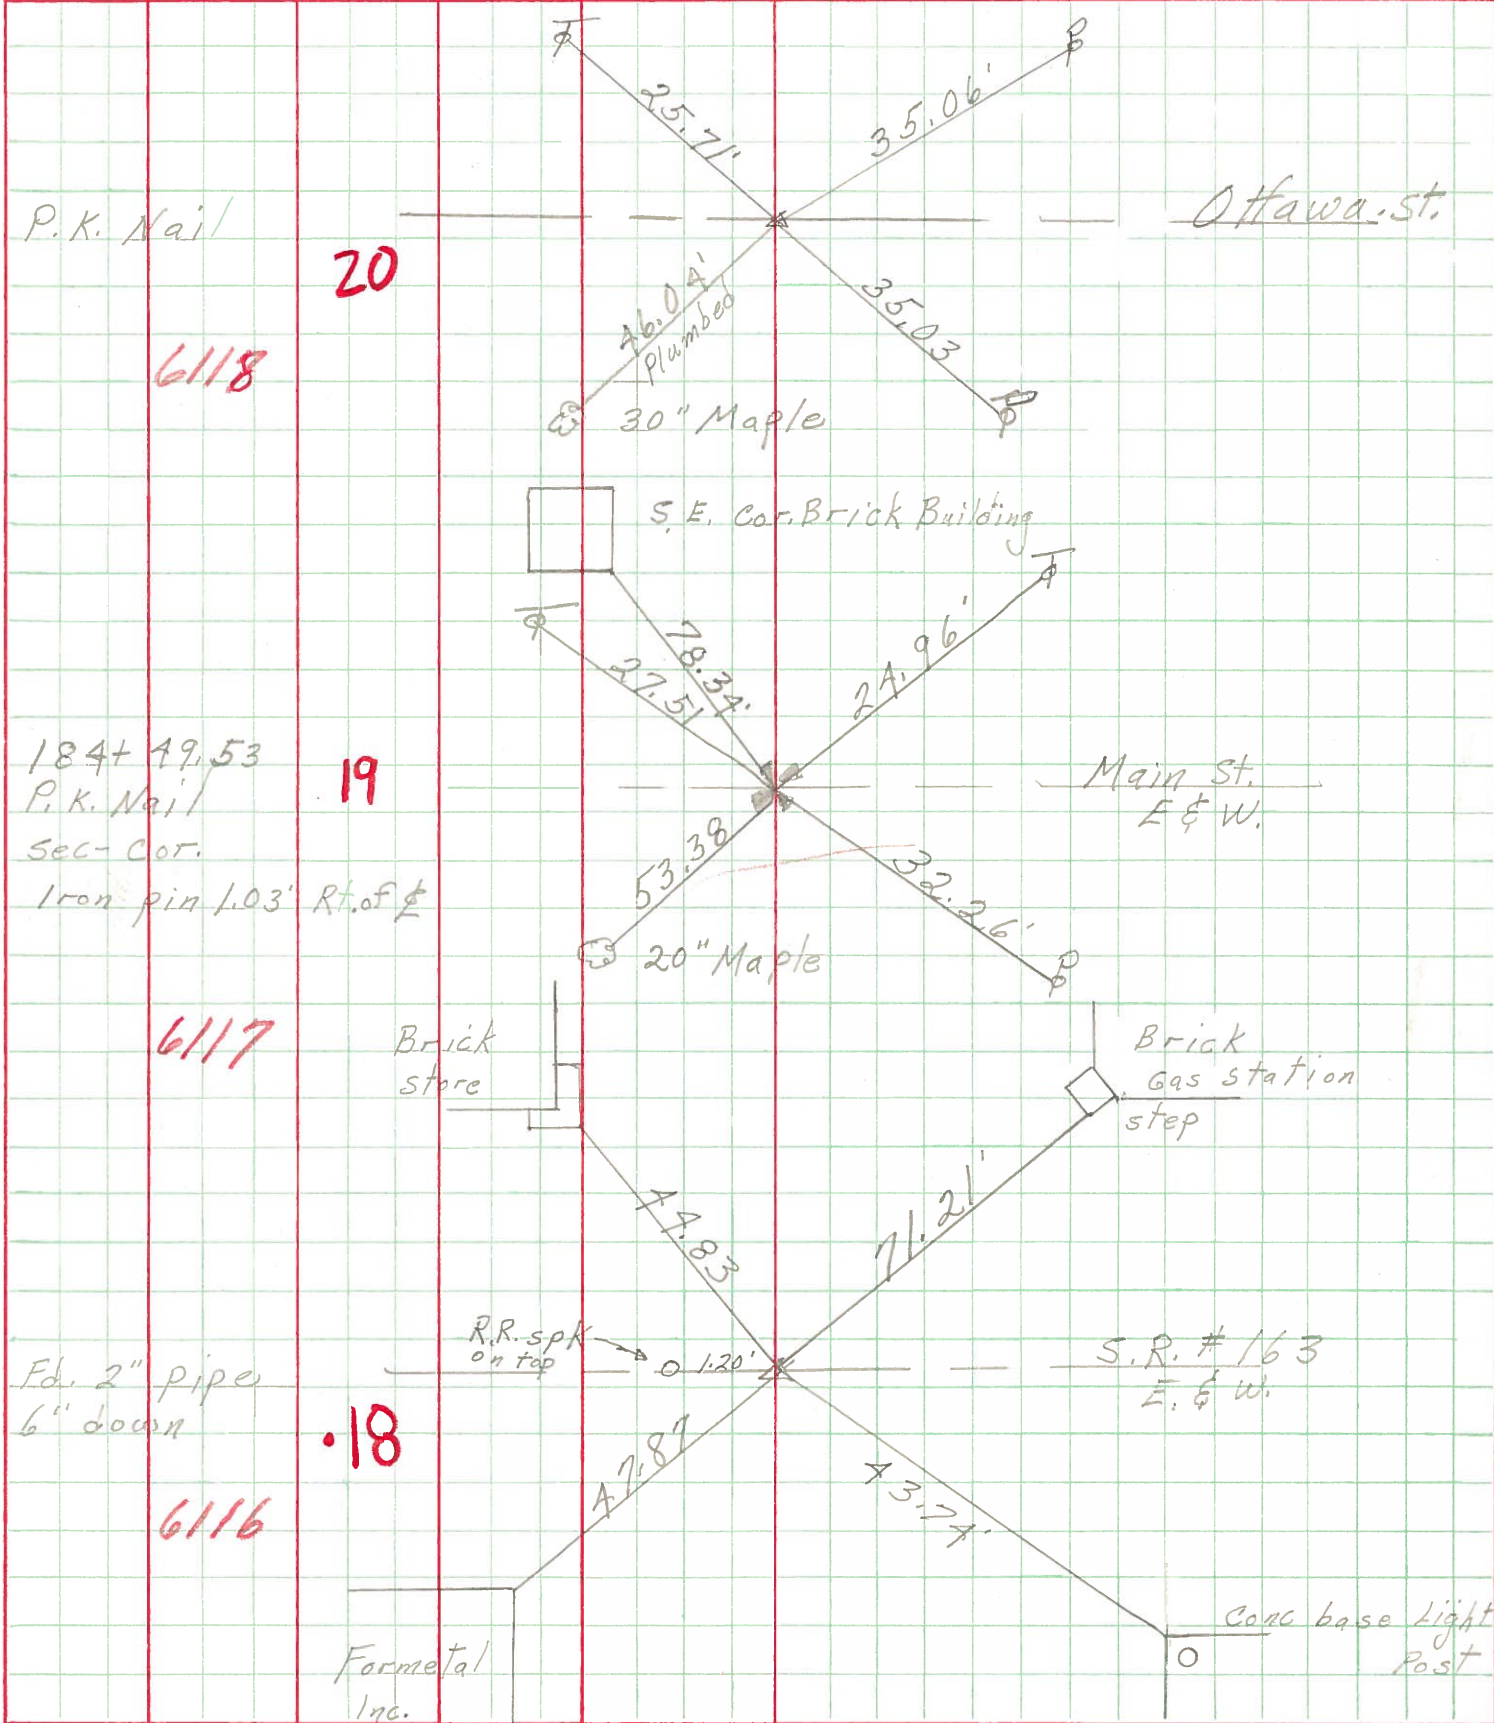 25.71'
35.06'
P.K. Nail
Ottawa St.
20
46.04'
Plumbed
35.03
6118
30" Maple
S.E. Cor. Brick Building
78.34'
27.51
24.96'
184+49.53
P.K. Nail
Sec-Cor.
Iron pin 1.03' Rt. of ℄
19
Main St.
E & W.
53.38
32.26'
20" Maple
6117
Brick
store
Brick
Gas station
step
44.83
71.21'
R.R. spk
on top
1.20'
S.R. # 163
E. & W.
Fd. 2" pipe
6" down
.18
47.87
43.74'
6116
Formetal
Inc.
Conc base Light
Post